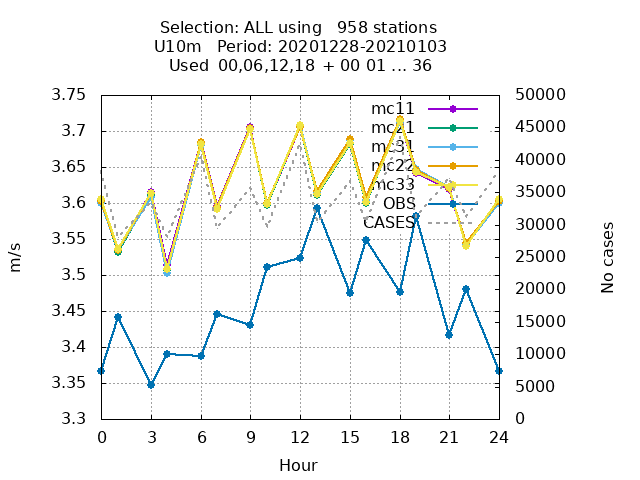 Selection: ALL using   958 stations
U10m   Period: 20201228-20210103
Used  00,06,12,18 + 00 01 ... 36
3.75
3.7
3.65
3.6
3.55
3.5
3.45
3.4
3.35
3.3
50000
45000
40000
35000
30000
25000
20000
15000
10000
5000
0
mc11
mc21
mc31
mc22
mc33
OBS
CASES
m/s
No cases
0 3 6 9 12 15 18 21 24
Hour